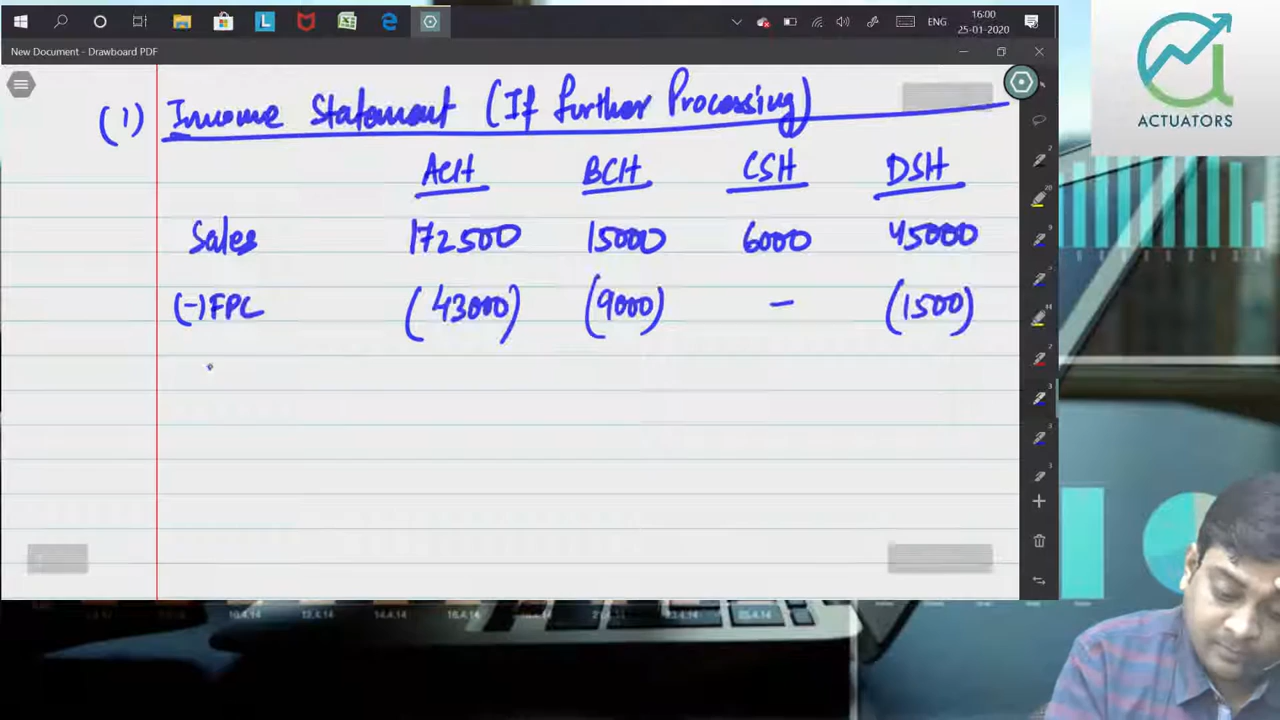 ENG
16:00
25-01-2020
New Document - Drawboard PDF
ACTUATORS
(1) Income Statement (If further Processing)
ACH BCH CSH DSH
Sales 172500 15000 6000 45000
(-) FPC (43000) (9000) - (1500)